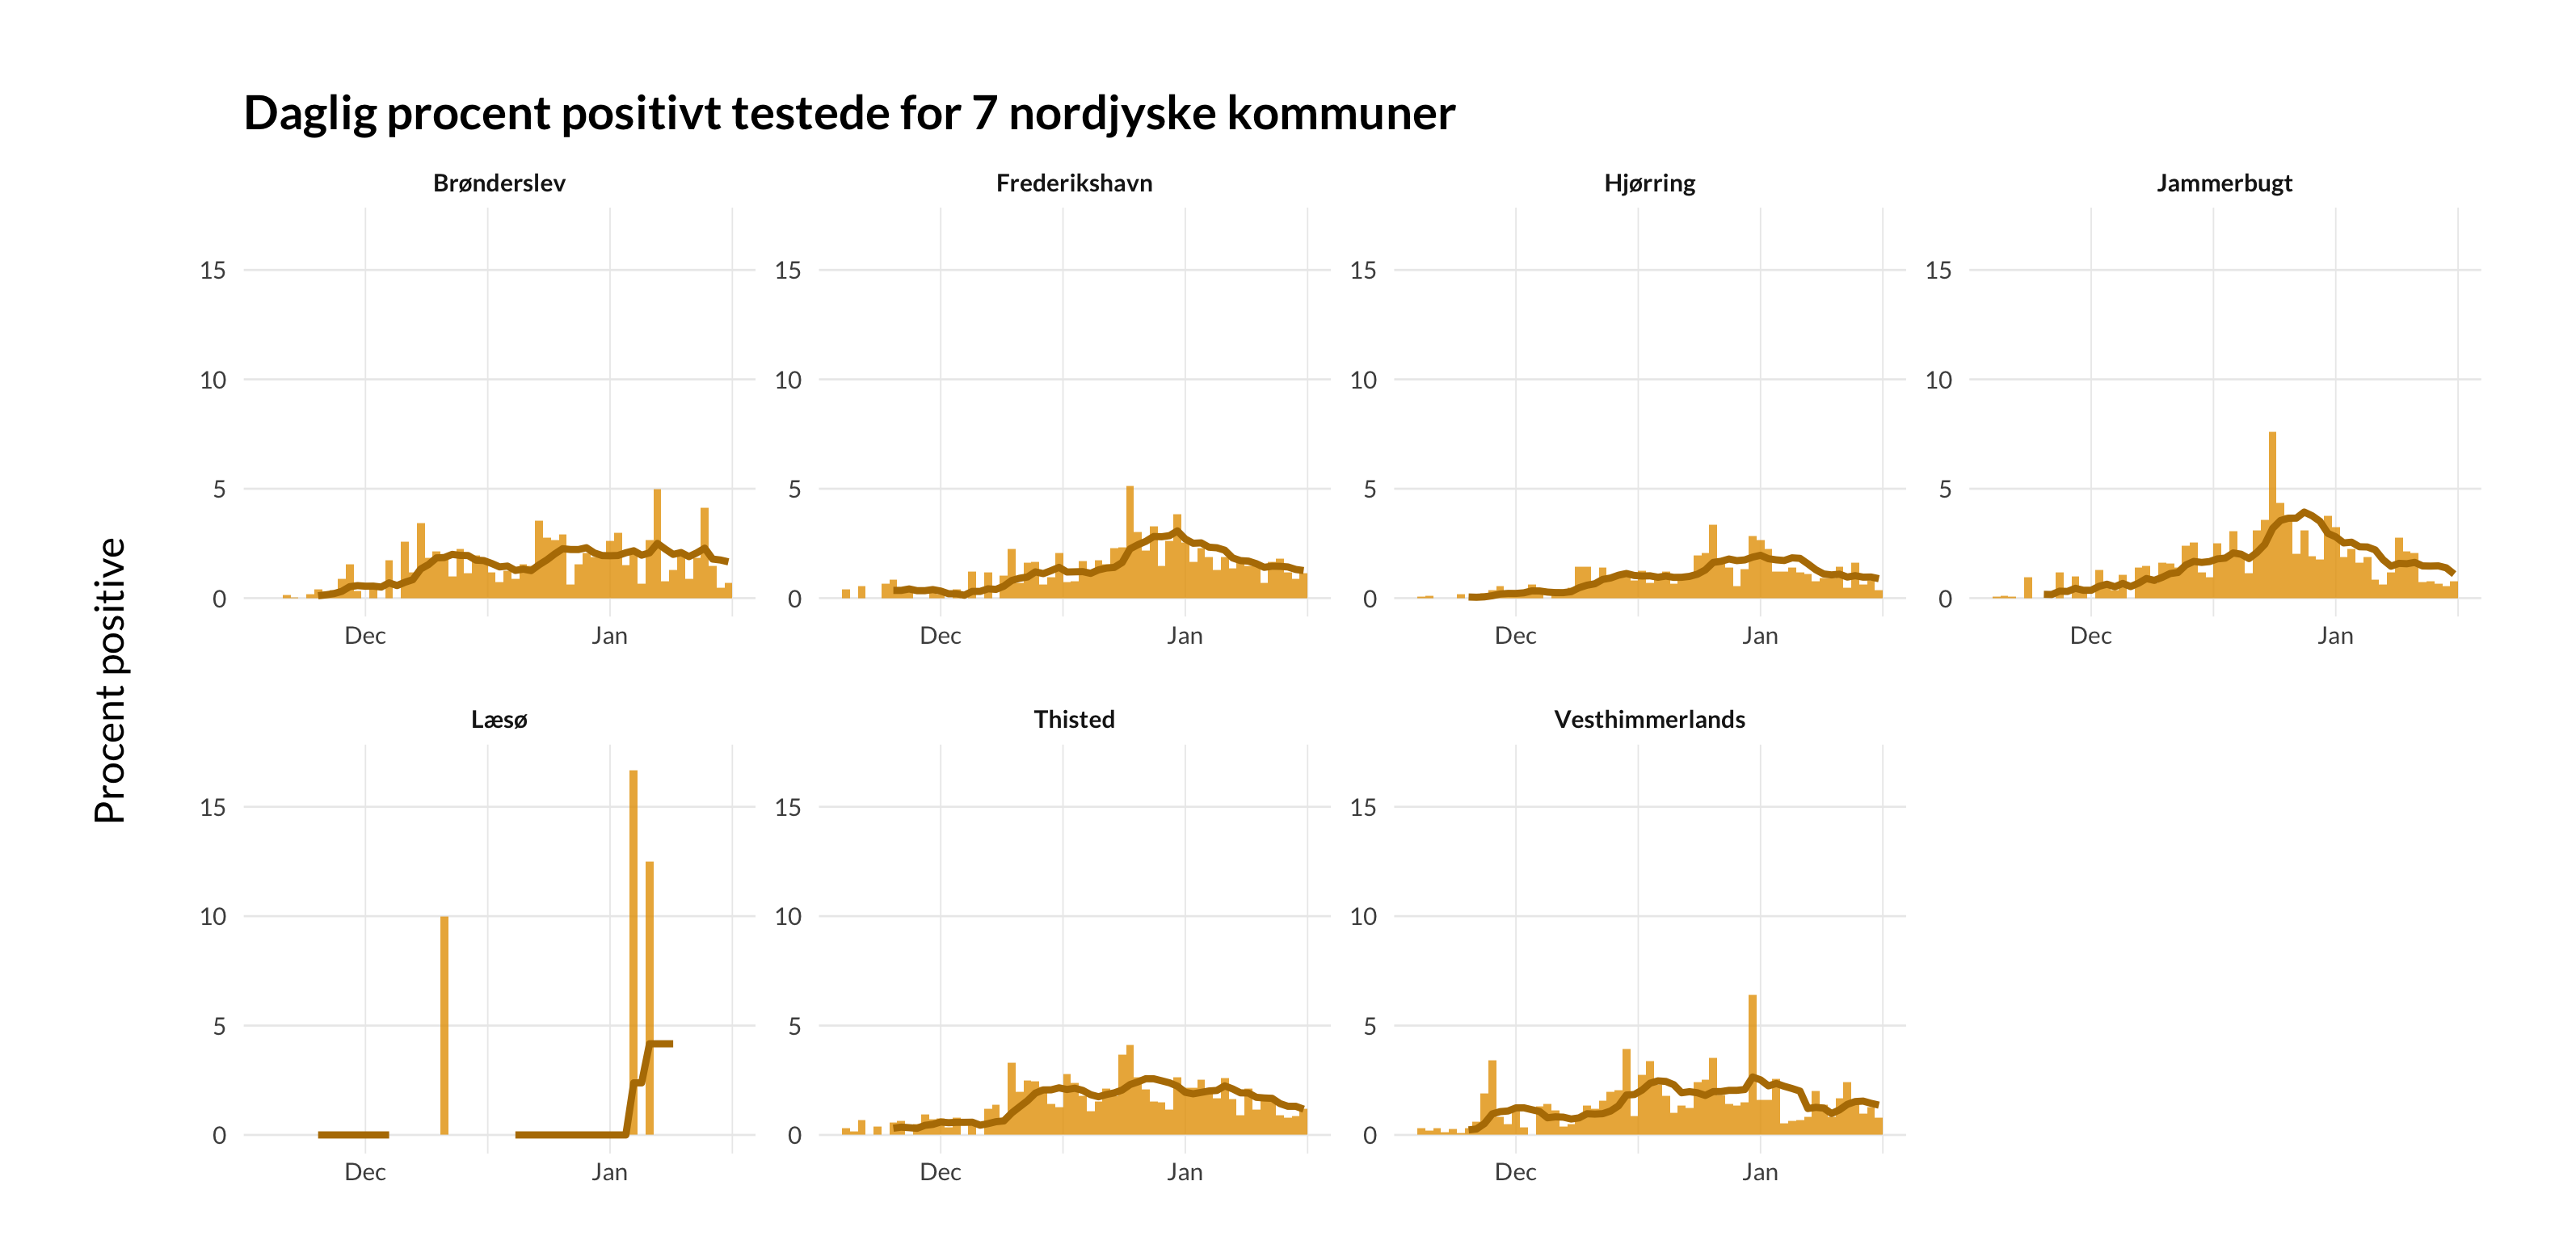 Daglig procent positivt testede for 7 nordjyske kommuner
Procent positive
Brønderslev
15
10
5
0
Dec Jan
Frederikshavn
15
10
5
0
Dec Jan
Hjørring
15
10
5
0
Dec Jan
Jammerbugt
15
10
5
0
Dec Jan
Læsø
15
10
5
0
Dec Jan
Thisted
15
10
5
0
Dec Jan
Vesthimmerlands
15
10
5
0
Dec Jan